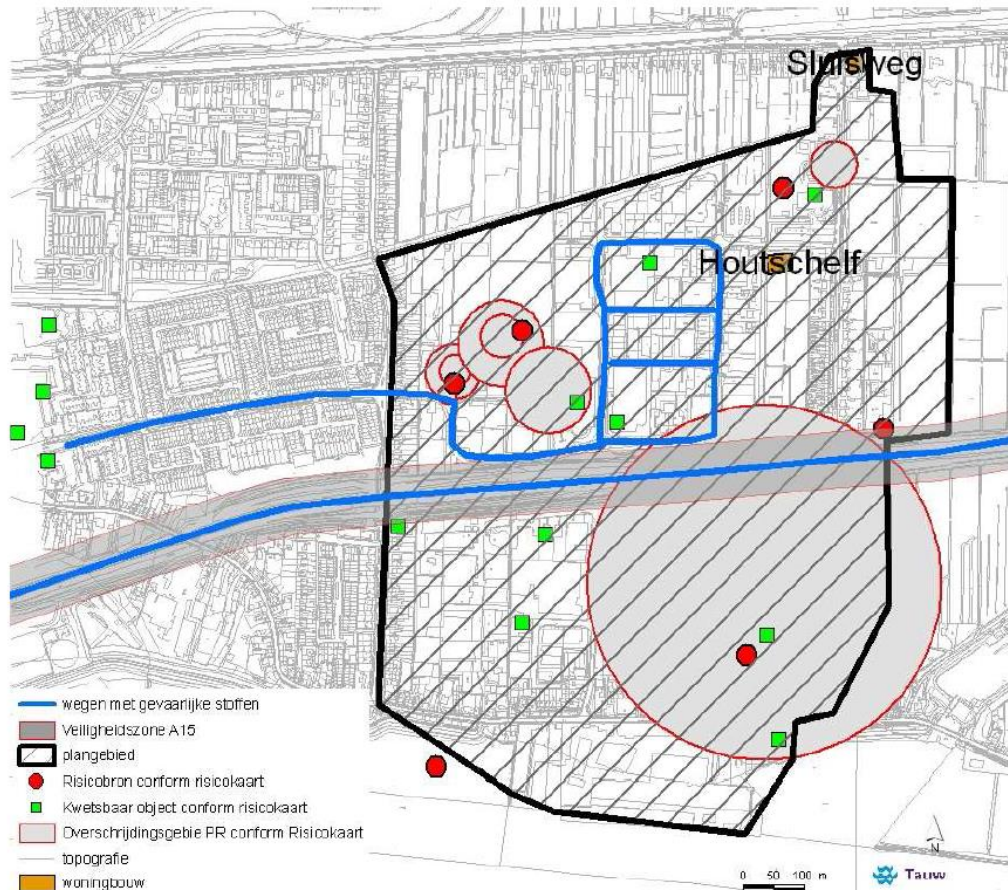 Sluisweg
Houtschelf
wegen met gevaarlijke stoffen
Veiligheidszone A15
plangebied
Risicobron conform risicokaart
Kwetsbaar object conform risicokaart
Overschrijdingsgebied PR conform Risicokaart
topografie
woningbouw
N
0 50 100 m
Tauw